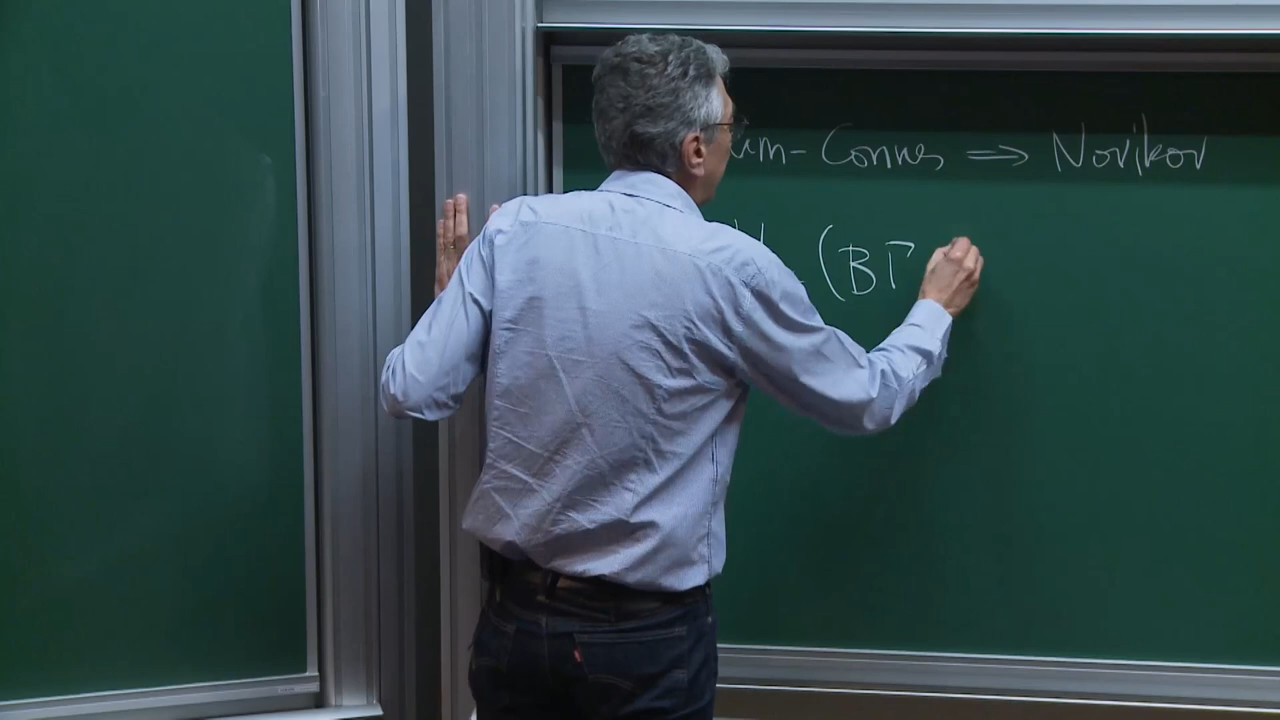 um- Connes ⇒ Novikov
(BΓ